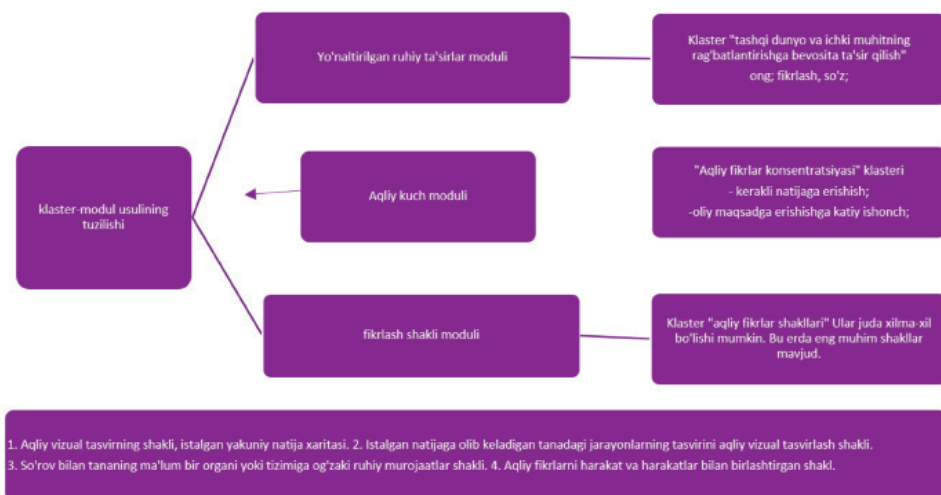 Yo'naltirilgan ruhiy ta'sirlar moduli
Klaster "tashqi dunyo va ichki muhitning
rag'batlantirishga bevosita ta'sir qilish"
ong; fikrlash, so'z;
klaster-modul usulining
tuzilishi
Aqliy kuch moduli
"Aqliy fikrlar konsentratsiyasi" klasteri
- kerakli natijaga erishish;
-oliy maqsadga erishishga katiy ishonch;
fikrlash shakli moduli
Klaster "aqliy fikrlar shakllari" Ular juda xilma-xil
bo'lishi mumkin. Bu erda eng muhim shakllar
mavjud.
1. Aqliy vizual tasvirning shakli, istalgan yakuniy natija xaritasi. 2. Istalgan natijaga olib keladigan tanadagi jarayonlarning tasvirini aqliy vizual tasvirlash shakli.
3. So'rov bilan tananing ma'lum bir organi yoki tizimiga og'zaki ruhiy murojaatlar shakli. 4. Aqliy fikrlarni harakat va harakatlar bilan birlashtirgan shakl.